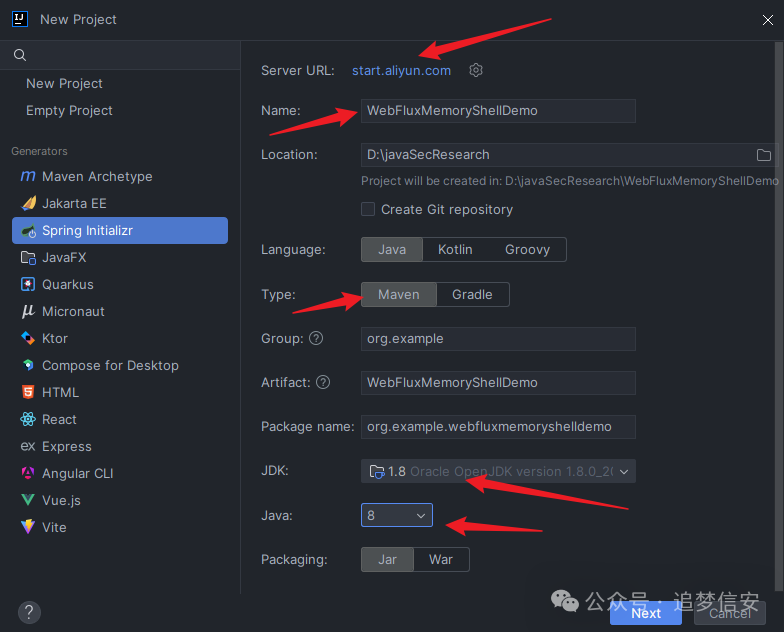 New Project
New Project
Empty Project
Generators
Maven Archetype
Jakarta EE
Spring Initializr
JavaFX
Quarkus
Micronaut
Ktor
Compose for Desktop
HTML
React
Express
Angular CLI
Vue.js
Vite
?
Server URL: start.aliyun.com
Name: WebFluxMemoryShellDemo
Location: D:\javaSecResearch
Project will be created in: D:\javaSecResearch\WebFluxMemoryShellDemo
Create Git repository
Language: Java Kotlin Groovy
Type: Maven Gradle
Group: ? org.example
Artifact: ? WebFluxMemoryShellDemo
Package name: org.example.webfluxmemoryshelldemo
JDK: 1.8 Oracle OpenJDK version 1.8.0_20
Java: 8
Packaging: Jar War
公众号 · 追梦信安
Next Cancel